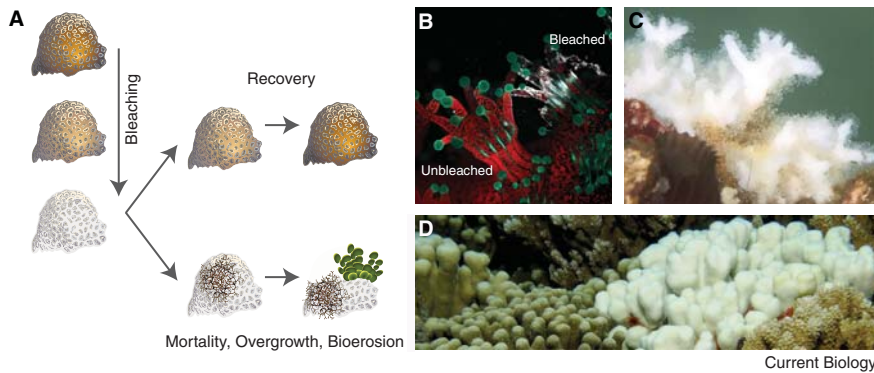 A
Bleaching
Recovery
Mortality, Overgrowth, Bioerosion
B
Bleached
Unbleached
C
D
Current Biology